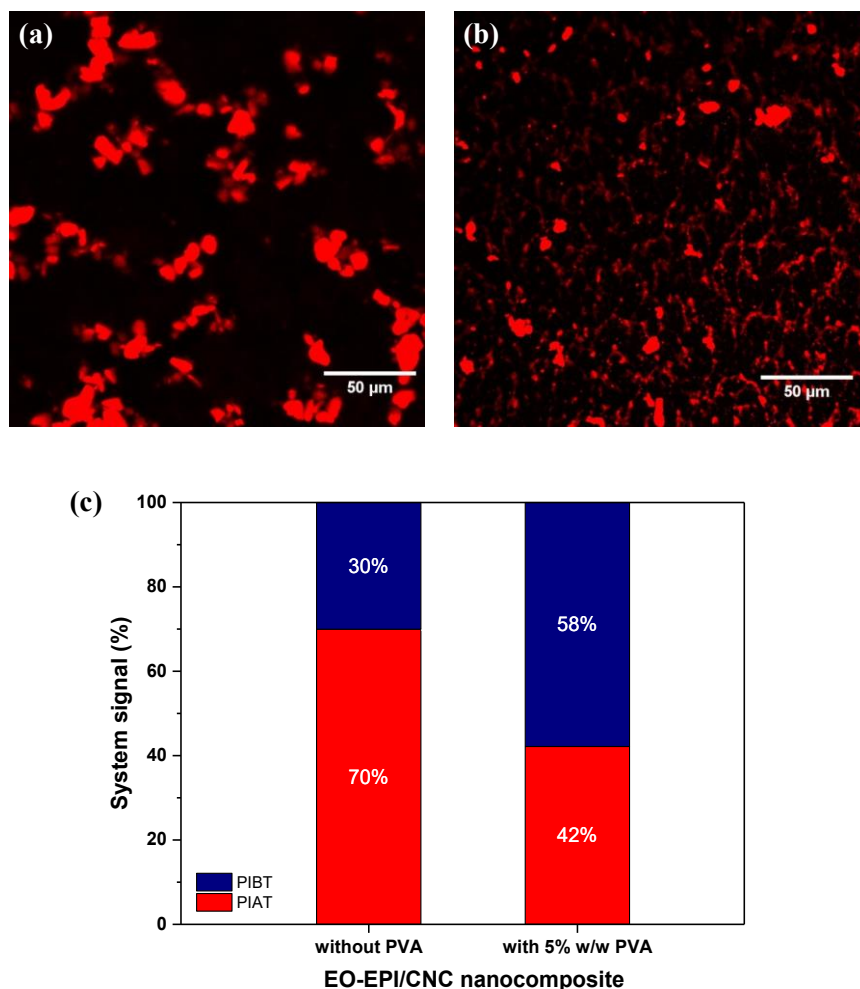 (a)
(b)
50 µm
50 µm
(c)
100
80
60
40
20
0
System signal (%)
30%
70%
58%
42%
PIBT
PIAT
without PVA
with 5% w/w PVA
EO-EPI/CNC nanocomposite